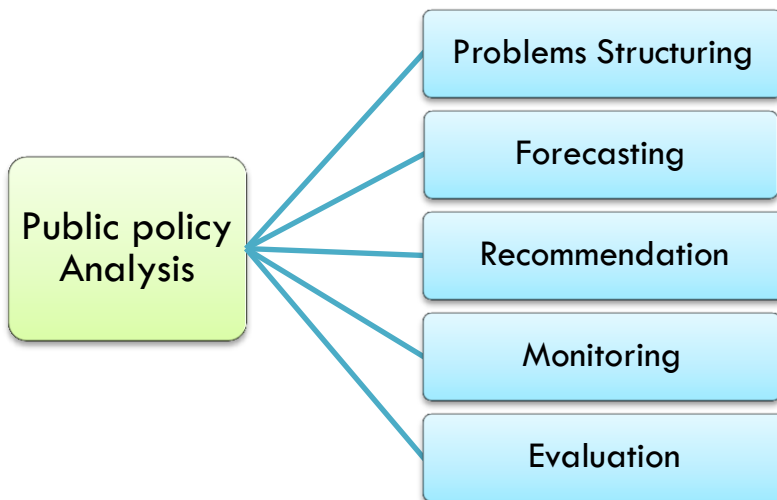 Public policy
Analysis
Problems Structuring
Forecasting
Recommendation
Monitoring
Evaluation